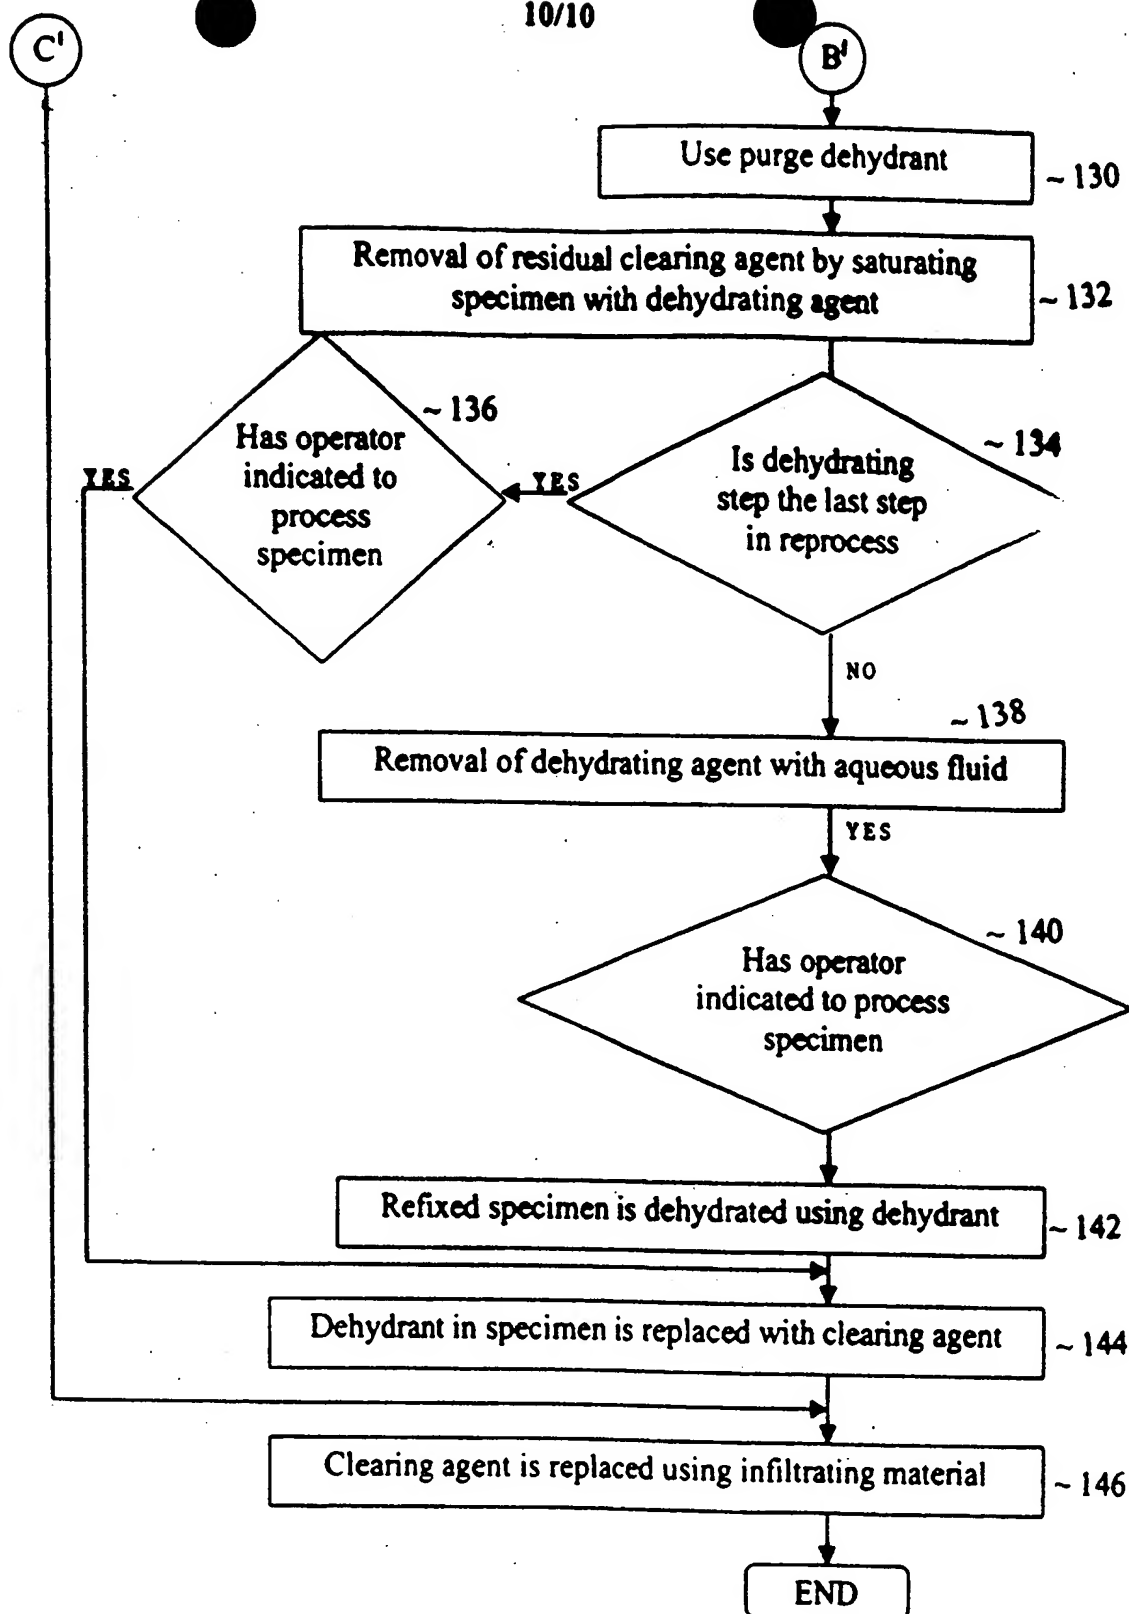 10/10
C'
B'
Use purge dehydrant
~ 130
Removal of residual clearing agent by saturating
specimen with dehydrating agent
~ 132
~ 136
Has operator
indicated to
process
specimen
YES
YES
~ 134
Is dehydrating
step the last step
in reprocess
NO
~ 138
Removal of dehydrating agent with aqueous fluid
YES
~ 140
Has operator
indicated to process
specimen
Refixed specimen is dehydrated using dehydrant
~ 142
Dehydrant in specimen is replaced with clearing agent
~ 144
Clearing agent is replaced using infiltrating material
~ 146
END